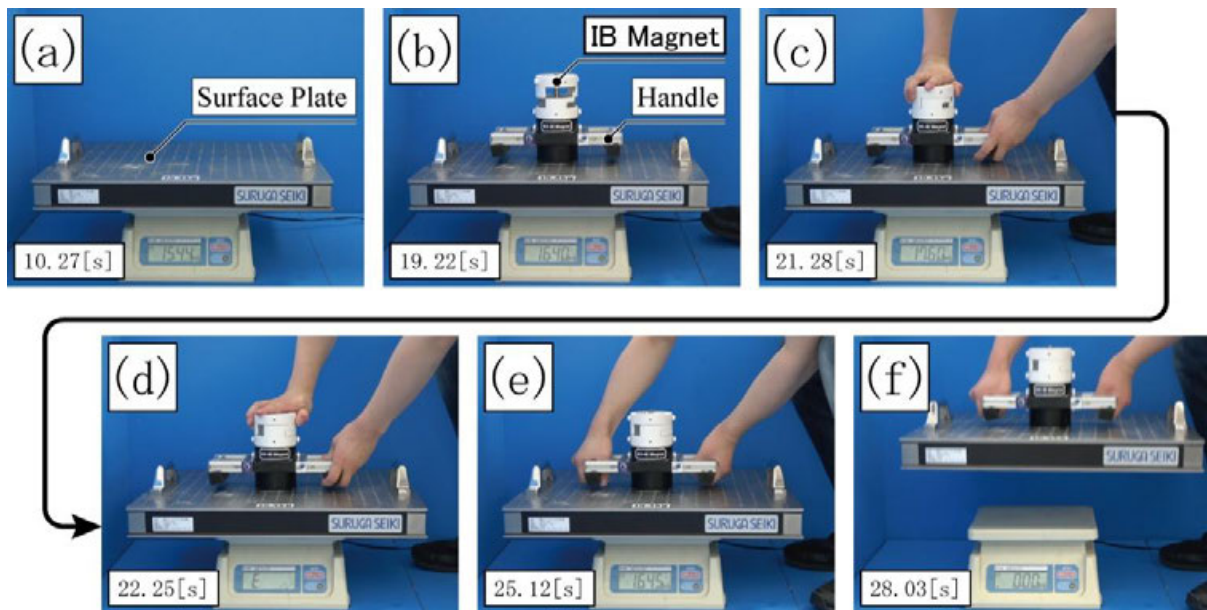 (a)
Surface Plate
SURUGA SEIKI
10.27[s]
(b)
IB Magnet
Handle
SURUGA SEIKI
19.22[s]
(c)
SURUGA SEIKI
21.28[s]
(d)
SURUGA SEIKI
E
22.25[s]
(e)
SURUGA SEIKI
25.12[s]
(f)
SURUGA SEIKI
28.03[s]